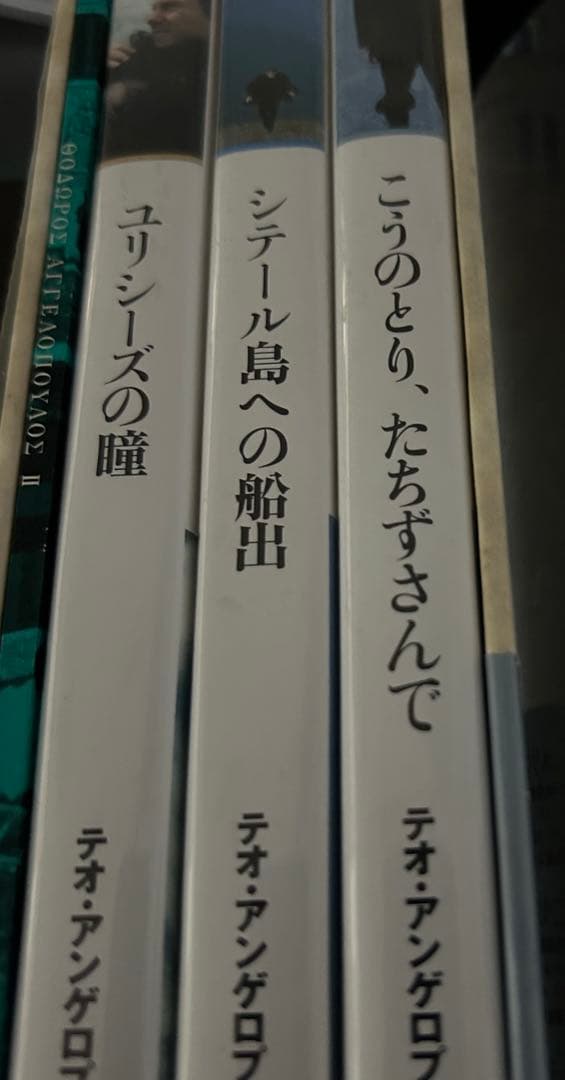 ΘΟΔΩΡΟΣ ΑΓΓΕΛΟΠΟΥΛΟΣ II
ユリシーズの瞳
テオ・アンゲロプ
シテール島への船出
テオ・アンゲロプ
こうのとり、たちずさんで
テオ・アンゲロプ